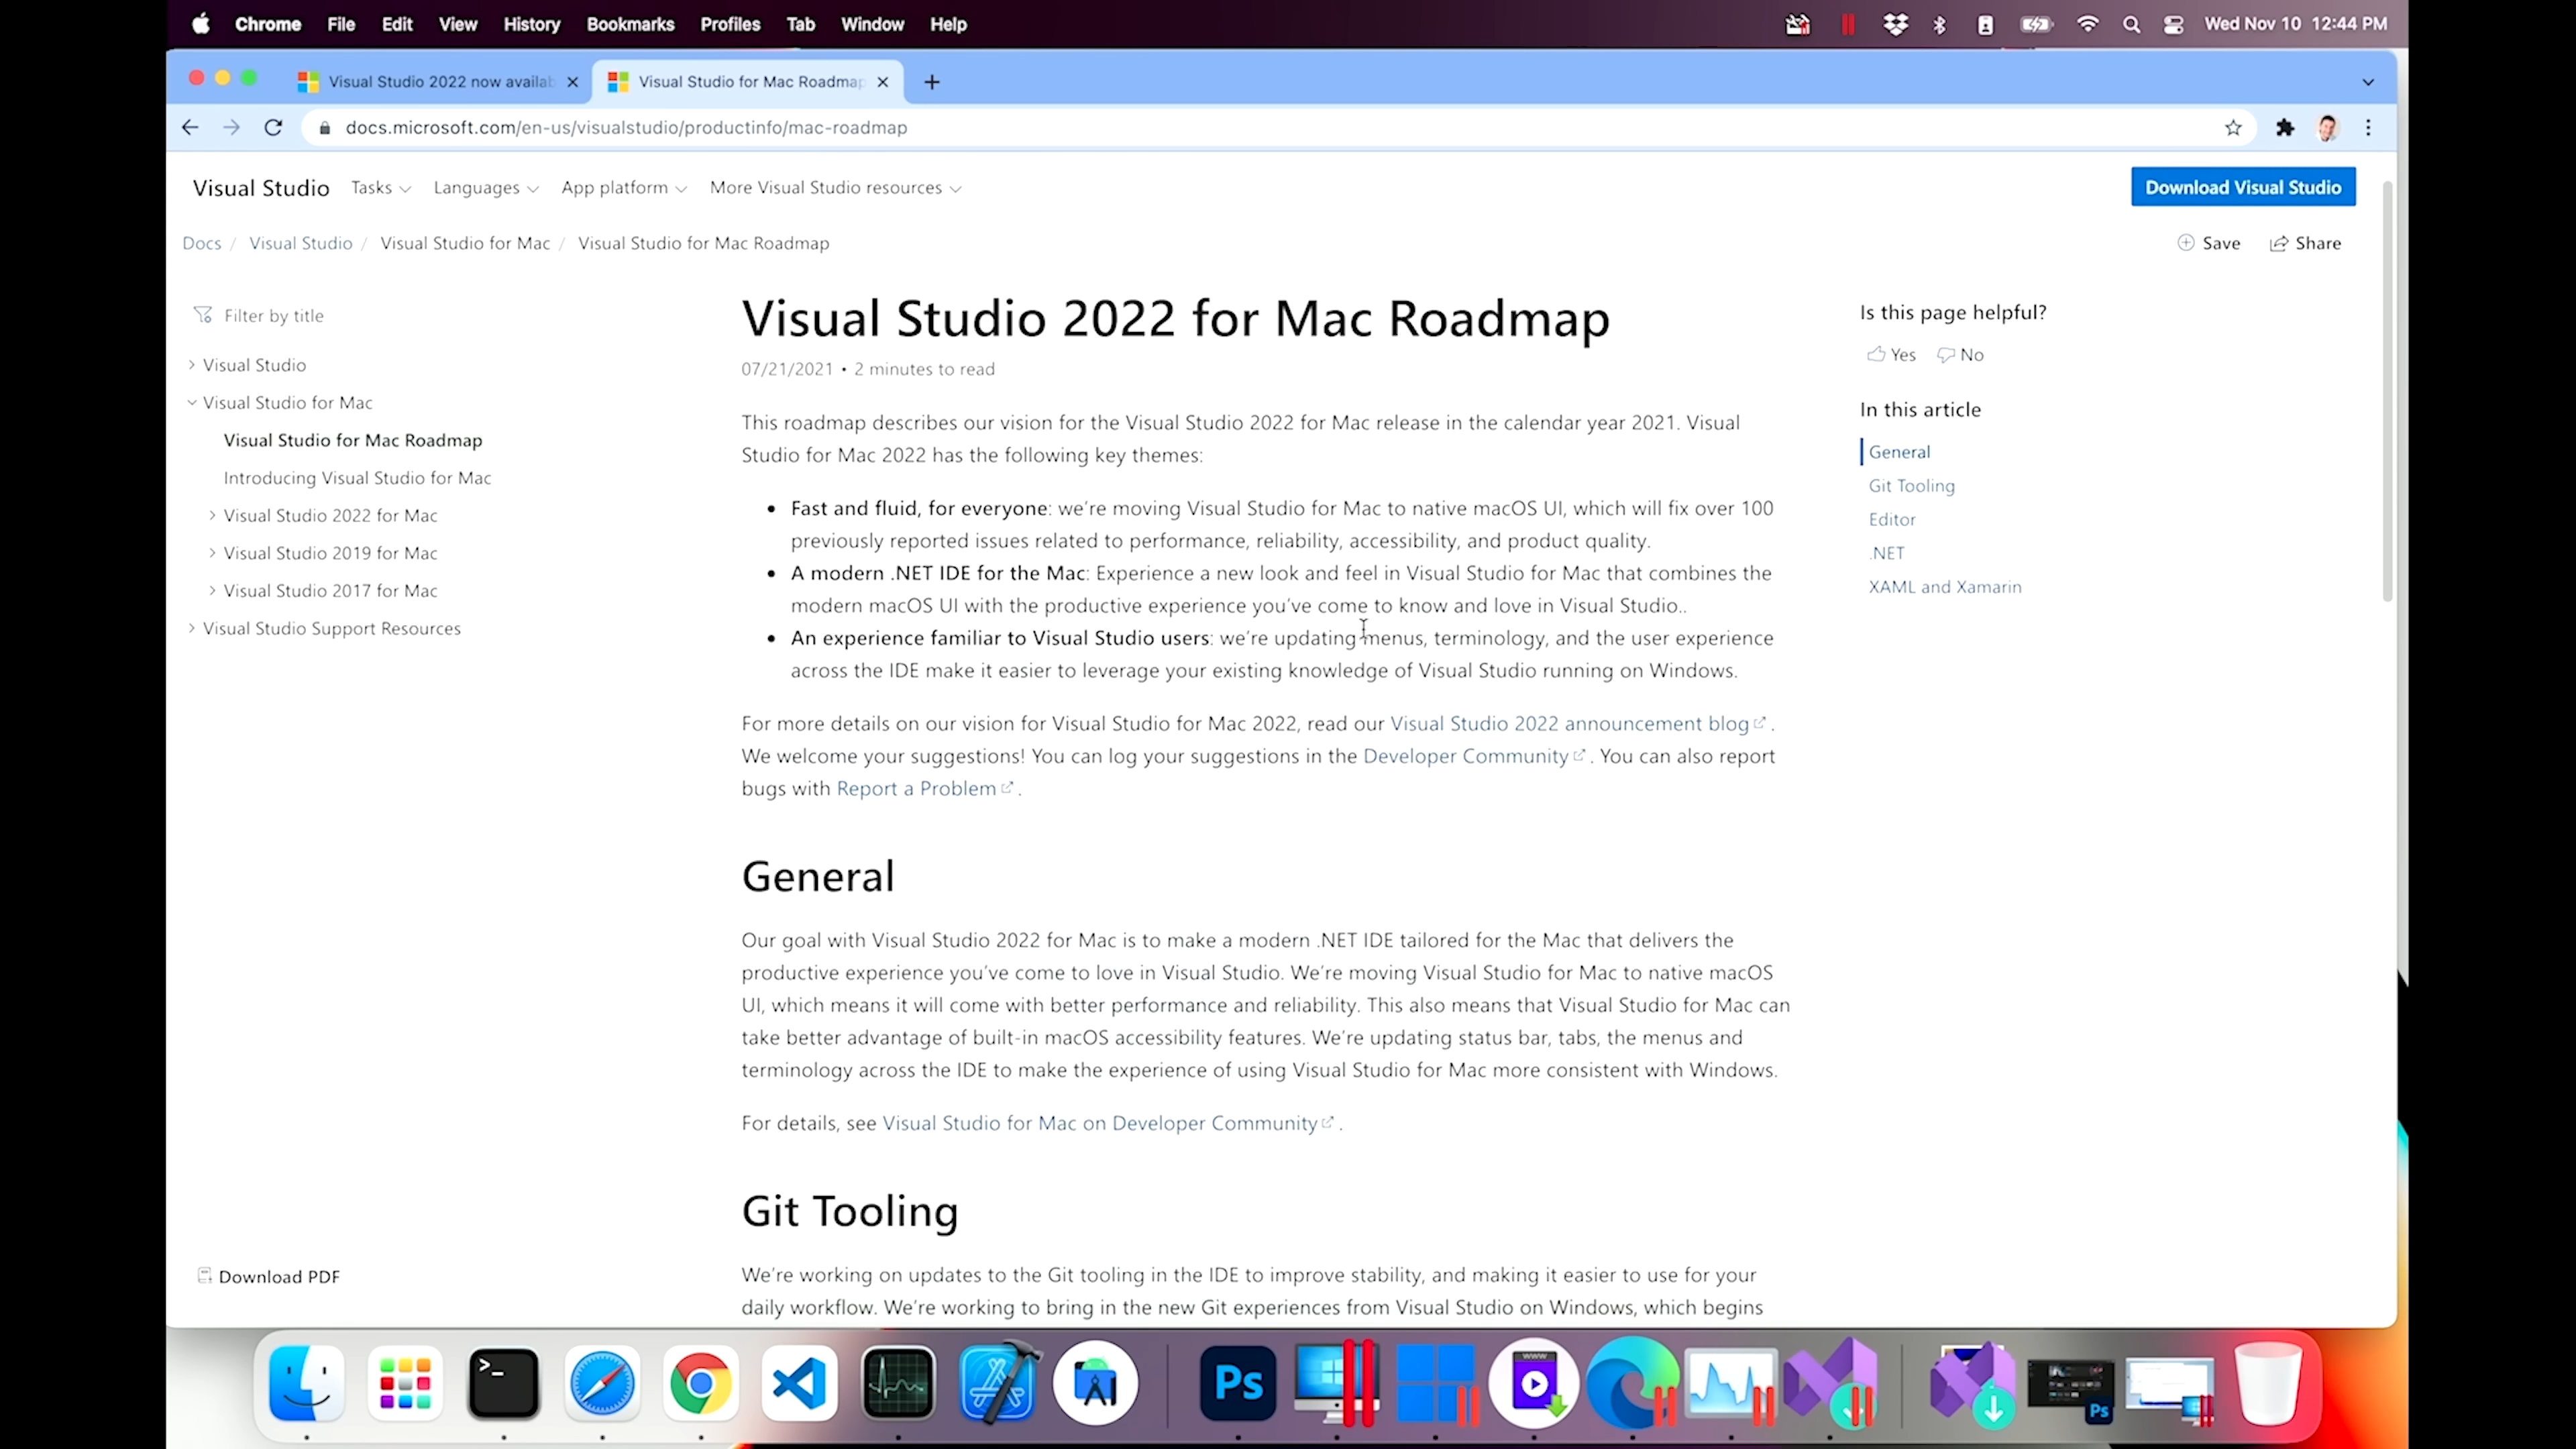 Chrome File Edit View History Bookmarks Profiles Tab Window Help Wed Nov 10 12:44 PM
Visual Studio 2022 now availab Visual Studio for Mac Roadmap
docs.microsoft.com/en-us/visualstudio/productinfo/mac-roadmap
Visual Studio Tasks Languages App platform More Visual Studio resources Download Visual Studio
Docs / Visual Studio / Visual Studio for Mac / Visual Studio for Mac Roadmap Save Share
Filter by title
Visual Studio
Visual Studio for Mac
Visual Studio for Mac Roadmap
Introducing Visual Studio for Mac
Visual Studio 2022 for Mac
Visual Studio 2019 for Mac
Visual Studio 2017 for Mac
Visual Studio Support Resources
Download PDF
Visual Studio 2022 for Mac Roadmap
07/21/2021 • 2 minutes to read
This roadmap describes our vision for the Visual Studio 2022 for Mac release in the calendar year 2021. Visual
Studio for Mac 2022 has the following key themes:
• Fast and fluid, for everyone: we're moving Visual Studio for Mac to native macOS UI, which will fix over 100
previously reported issues related to performance, reliability, accessibility, and product quality.
• A modern .NET IDE for the Mac: Experience a new look and feel in Visual Studio for Mac that combines the
modern macOS UI with the productive experience you've come to know and love in Visual Studio..
• An experience familiar to Visual Studio users: we're updating menus, terminology, and the user experience
across the IDE make it easier to leverage your existing knowledge of Visual Studio running on Windows.
For more details on our vision for Visual Studio for Mac 2022, read our Visual Studio 2022 announcement blog .
We welcome your suggestions! You can log your suggestions in the Developer Community . You can also report
bugs with Report a Problem .
General
Our goal with Visual Studio 2022 for Mac is to make a modern .NET IDE tailored for the Mac that delivers the
productive experience you've come to love in Visual Studio. We're moving Visual Studio for Mac to native macOS
UI, which means it will come with better performance and reliability. This also means that Visual Studio for Mac can
take better advantage of built-in macOS accessibility features. We're updating status bar, tabs, the menus and
terminology across the IDE to make the experience of using Visual Studio for Mac more consistent with Windows.
For details, see Visual Studio for Mac on Developer Community .
Git Tooling
We're working on updates to the Git tooling in the IDE to improve stability, and making it easier to use for your
daily workflow. We're working to bring in the new Git experiences from Visual Studio on Windows, which begins
Is this page helpful?
Yes No
In this article
General
Git Tooling
Editor
.NET
XAML and Xamarin
>_
Ps
WWW
Ps